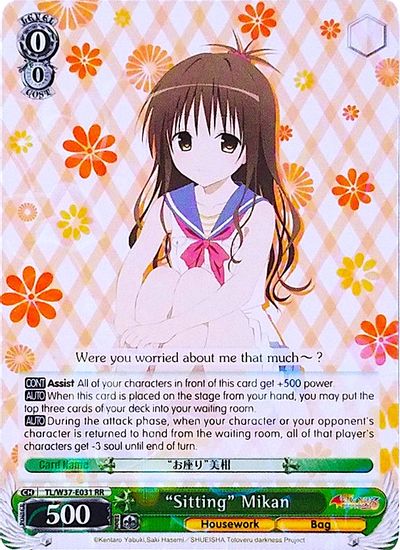 LEVEL
0
0
COST
Were you worried about me that much～?
CONT Assist All of your characters in front of this card get +500 power.
AUTO When this card is placed on the stage from your hand, you may put the
top three cards of your deck into your waiting room.
AUTO During the attack phase, when your character or your opponent's
character is returned to hand from the waiting room, all of that player's
characters get -3 soul until end of turn.
Card Name
"お座り"美柑
CH TL/W37-E031 RR
POWER 500
"Sitting" Mikan
Housework
Bag
©Kentaro Yabuki,Saki Hasemi／SHUEISHA Toloveru darkness Project